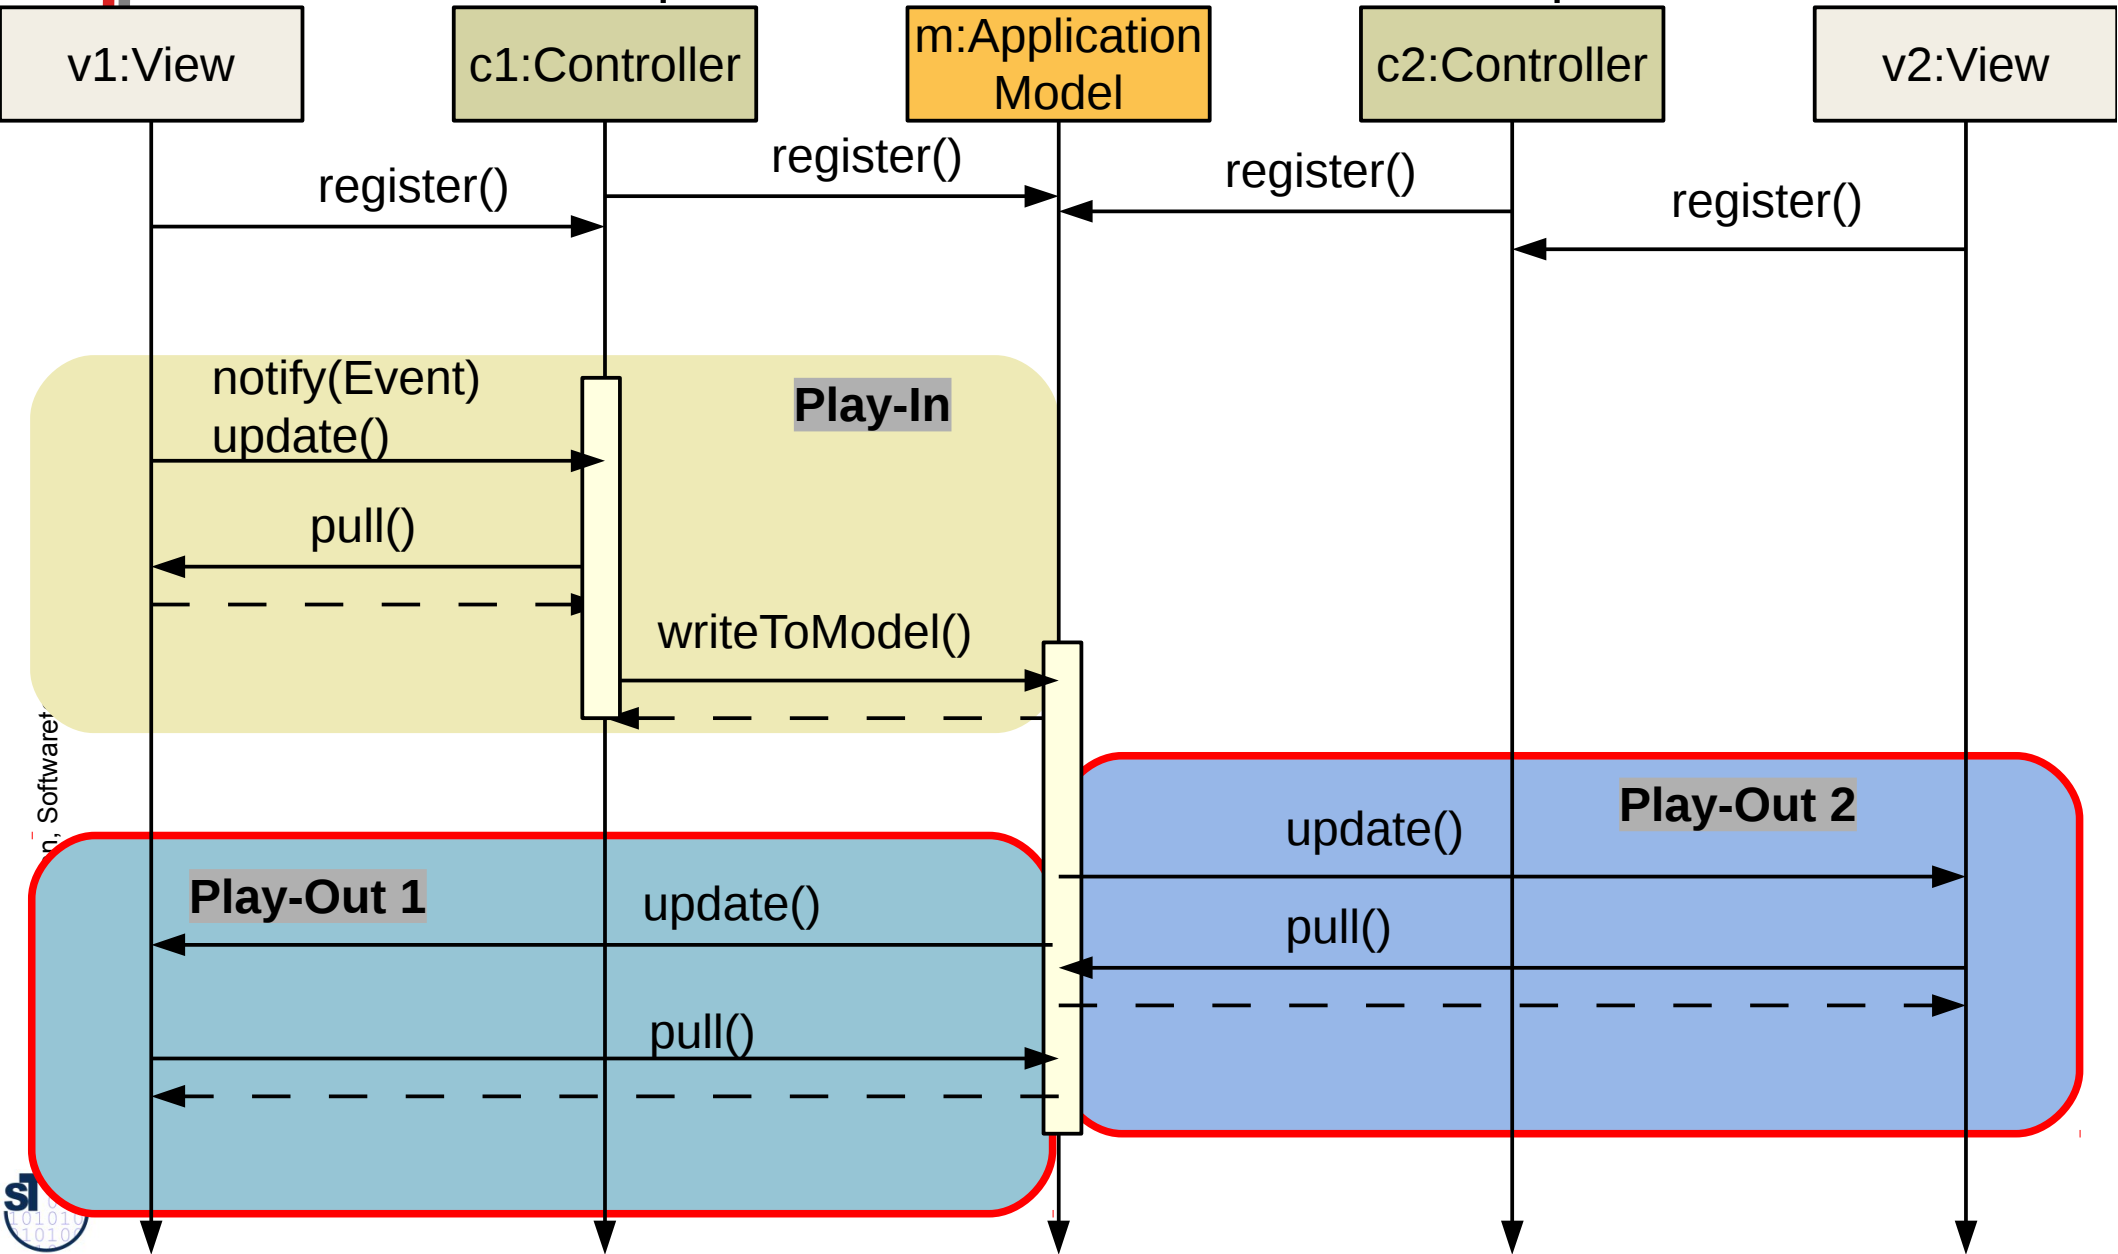 v1:View
c1:Controller
m:Application
Model
c2:Controller
v2:View
register()
register()
register()
register()
notify(Event)
update()
Play-In
pull()
writeToModel()
Software
Play-Out 2
update()
Play-Out 1
update()
pull()
pull()